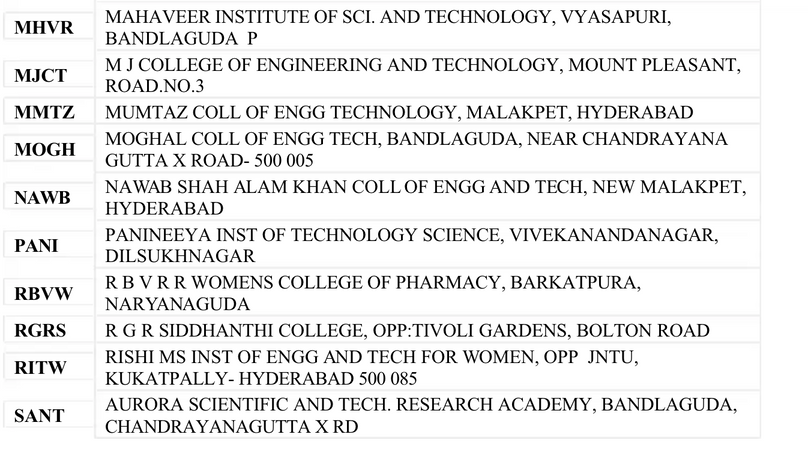 MHVR
MAHAVEER INSTITUTE OF SCI. AND TECHNOLOGY, VYASAPURI,
BANDLAGUDA P
MJCT
M J COLLEGE OF ENGINEERING AND TECHNOLOGY, MOUNT PLEASANT,
ROAD.NO.3
MMTZ
MUMTAZ COLL OF ENGG TECHNOLOGY, MALAKPET, HYDERABAD
MOGH
MOGHAL COLL OF ENGG TECH, BANDLAGUDA, NEAR CHANDRAYANA
GUTTA X ROAD- 500 005
NAWB
NAWAB SHAH ALAM KHAN COLL OF ENGG AND TECH, NEW MALAKPET,
HYDERABAD
PANI
PANINEEYA INST OF TECHNOLOGY SCIENCE, VIVEKANANDANAGAR,
DILSUKHNAGAR
RBVW
R B V R R WOMENS COLLEGE OF PHARMACY, BARKATPURA,
NARYANAGUDA
RGRS
R G R SIDDHANTHI COLLEGE, OPP:TIVOLI GARDENS, BOLTON ROAD
RITW
RISHI MS INST OF ENGG AND TECH FOR WOMEN, OPP JNTU,
KUKATPALLY- HYDERABAD 500 085
SANT
AURORA SCIENTIFIC AND TECH. RESEARCH ACADEMY, BANDLAGUDA,
CHANDRAYANAGUTTA X RD